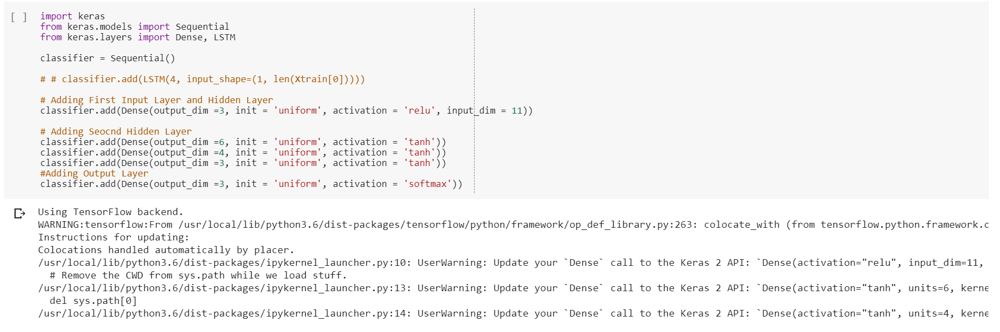 [ ] import keras
from keras.models import Sequential
from keras.layers import Dense, LSTM
classifier = Sequential()
# # classifier.add(LSTM(4, input_shape=(1, len(Xtrain[0]))))
# Adding First Input Layer and Hidden Layer
classifier.add(Dense(output_dim =3, init = 'uniform', activation = 'relu', input_dim = 11))
# Adding Seocnd Hidden Layer
classifier.add(Dense(output_dim =6, init = 'uniform', activation = 'tanh'))
classifier.add(Dense(output_dim =4, init = 'uniform', activation = 'tanh'))
classifier.add(Dense(output_dim =3, init = 'uniform', activation = 'tanh'))
#Adding Output Layer
classifier.add(Dense(output_dim =3, init = 'uniform', activation = 'softmax'))
Using TensorFlow backend.
WARNING:tensorflow:From /usr/local/lib/python3.6/dist-packages/tensorflow/python/framework/op_def_library.py:263: colocate_with (from tensorflow.python.framework.
Instructions for updating:
Colocations handled automatically by placer.
/usr/local/lib/python3.6/dist-packages/ipykernel_launcher.py:10: UserWarning: Update your `Dense` call to the Keras 2 API: `Dense(activation="relu", input_dim=11,
# Remove the CWD from sys.path while we load stuff.
/usr/local/lib/python3.6/dist-packages/ipykernel_launcher.py:13: UserWarning: Update your `Dense` call to the Keras 2 API: `Dense(activation="tanh", units=6, kerne
del sys.path[0]
/usr/local/lib/python3.6/dist-packages/ipykernel_launcher.py:14: UserWarning: Update your `Dense` call to the Keras 2 API: `Dense(activation="tanh", units=4, kerne